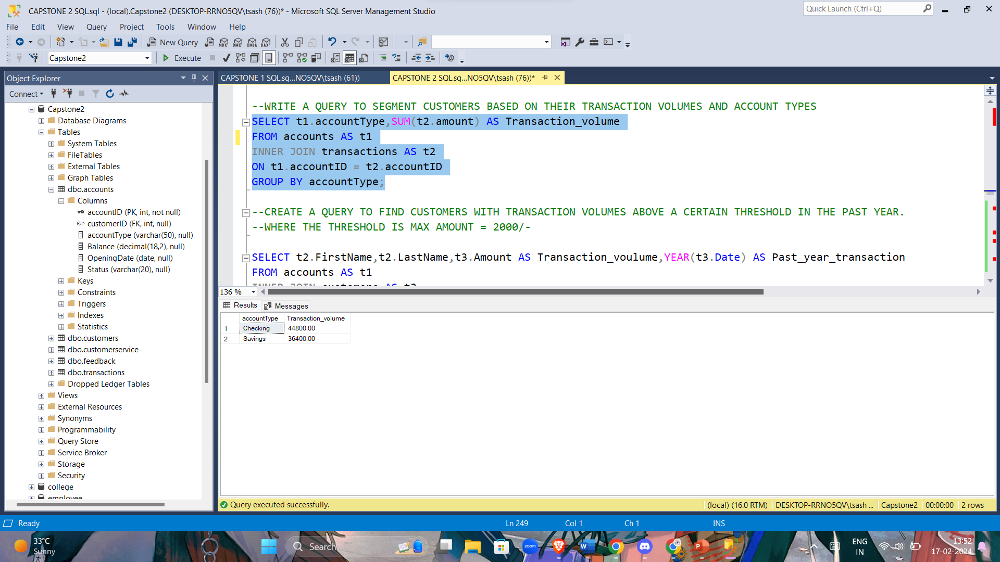 CAPSTONE 2 SQL.sql - (local).Capstone2 (DESKTOP-RRNO5QV\tsash (76))* - Microsoft SQL Server Management Studio
Quick Launch (Ctrl+Q)
File Edit View Query Project Tools Window Help
New Query MDX DMX XMLA DAX
Capstone2 Execute
Object Explorer
Connect
Capstone2
Database Diagrams
Tables
System Tables
FileTables
External Tables
Graph Tables
dbo.accounts
Columns
accountID (PK, int, not null)
customerID (FK, int, null)
accountType (varchar(50), null)
Balance (decimal(18,2), null)
OpeningDate (date, null)
Status (varchar(20), null)
Keys
Constraints
Triggers
Indexes
Statistics
dbo.customers
dbo.customerservice
dbo.feedback
dbo.transactions
Dropped Ledger Tables
Views
External Resources
Synonyms
Programmability
Query Store
Service Broker
Storage
Security
college
employee
CAPSTONE 1 SQL.sq...NO5QV\tsash (61))
CAPSTONE 2 SQL.sq...NO5QV\tsash (76))*
--WRITE A QUERY TO SEGMENT CUSTOMERS BASED ON THEIR TRANSACTION VOLUMES AND ACCOUNT TYPES
SELECT t1.accountType,SUM(t2.amount) AS Transaction_volume
FROM accounts AS t1
INNER JOIN transactions AS t2
ON t1.accountID = t2.accountID
GROUP BY accountType;
--CREATE A QUERY TO FIND CUSTOMERS WITH TRANSACTION VOLUMES ABOVE A CERTAIN THRESHOLD IN THE PAST YEAR.
--WHERE THE THRESHOLD IS MAX AMOUNT = 2000/-
SELECT t2.FirstName,t2.LastName,t3.Amount AS Transaction_voulume,YEAR(t3.Date) AS Past_year_transaction
FROM accounts AS t1
INNER JOIN customers AS t2
136 %
Results Messages
accountType Transaction_volume
1 Checking 44800.00
2 Savings 36400.00
Query executed successfully.
(local) (16.0 RTM) DESKTOP-RRNO5QV\tsash ... Capstone2 00:00:00 2 rows
Ready Ln 249 Col 1 Ch 1 INS
33°C
Sunny
Search
zoom
ENG
IN
13:52
17-02-2024